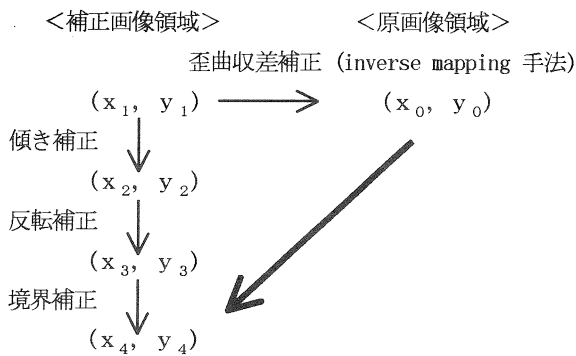 ＜補正画像領域＞ ＜原画像領域＞
歪曲収差補正 (inverse mapping 手法)
(x₁, y₁) (x₀, y₀)
傾き補正
(x₂, y₂)
反転補正
(x₃, y₃)
境界補正
(x₄, y₄)